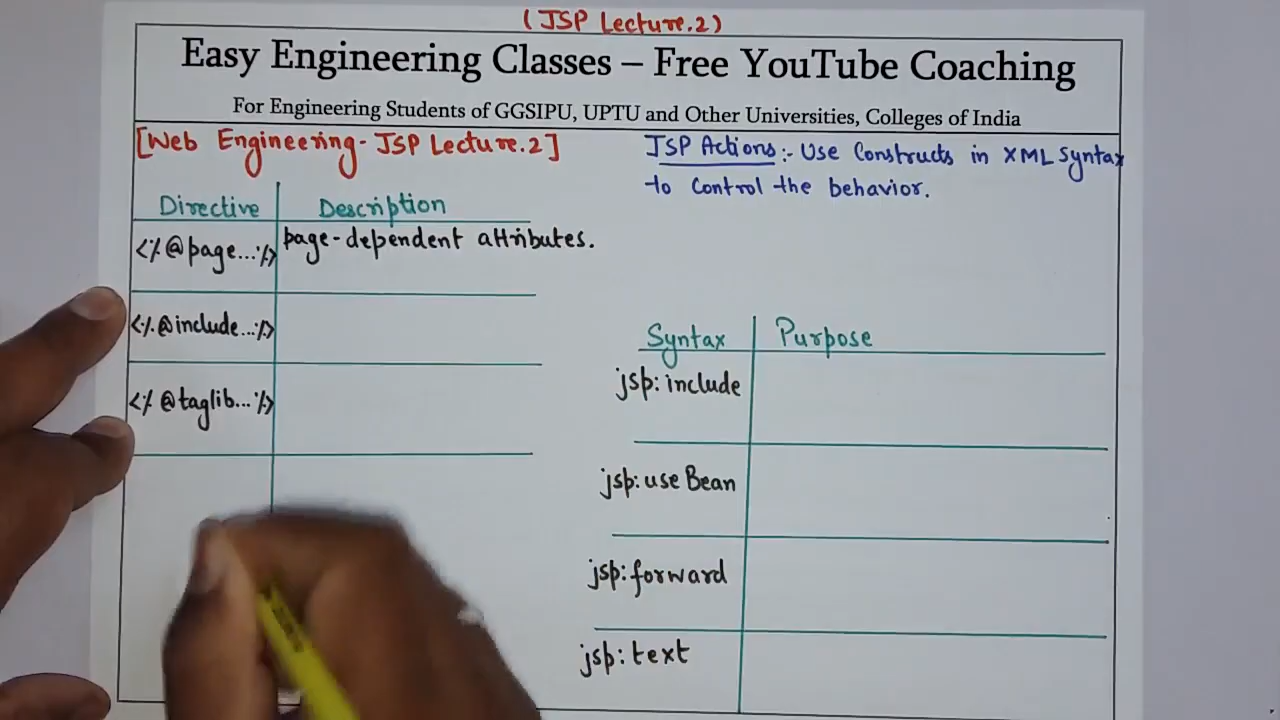 (JSP Lecture.2)
Easy Engineering Classes – Free YouTube Coaching
For Engineering Students of GGSIPU, UPTU and Other Universities, Colleges of India
[Web Engineering- JSP Lecture.2]
Directive Description
<%@page...%> page-dependent attributes.
<%@include...%>
<%@taglib...%>
JSP Actions:- Use Constructs in XML Syntax
to control the behavior.
Syntax Purpose
jsp:include
jsp:useBean
jsp:forward
jsp:text